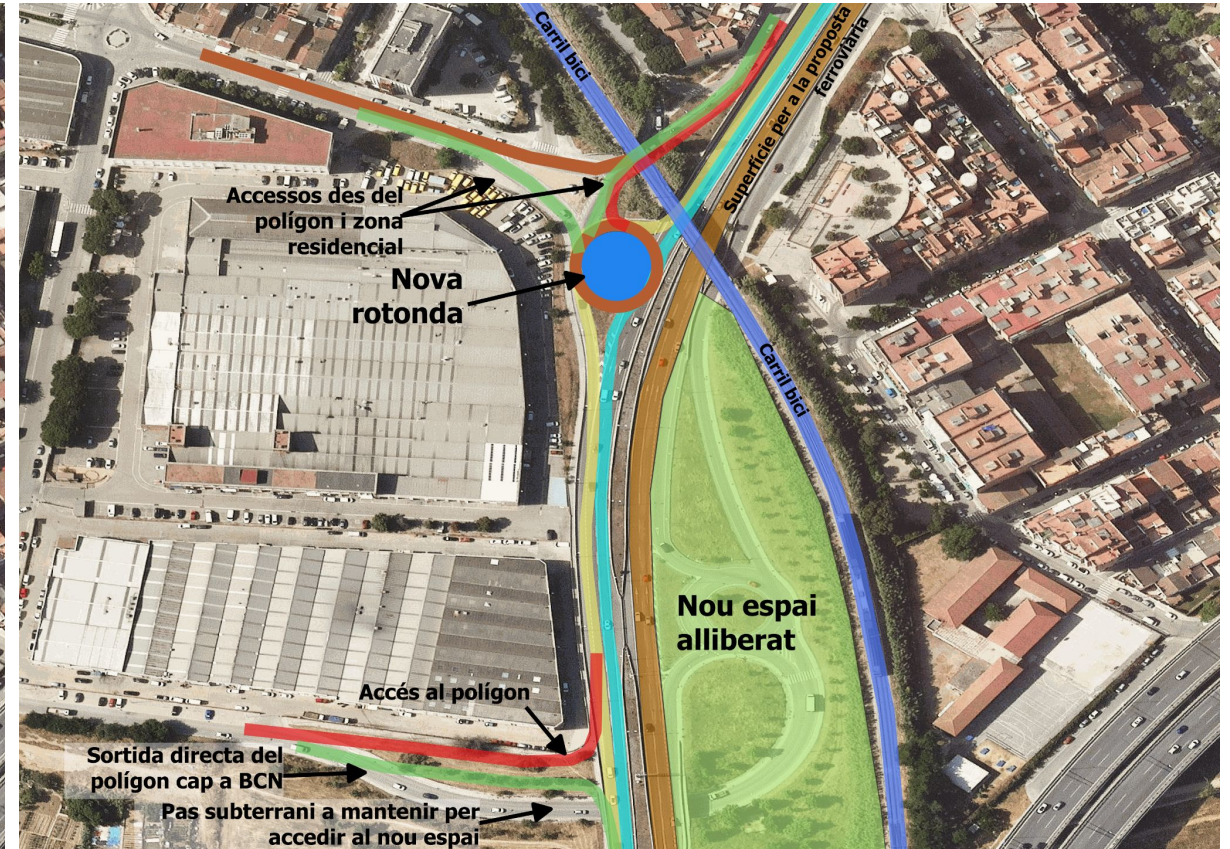 Carril bici
Superfície per a la proposta
ferroviària
Accessos des del
polígon i zona
residencial
Nova
rotonda
Carril bici
Nou espai
alliberat
Accés al polígon
Sortida directa del
polígon cap a BCN
Pas subterrani a mantenir per
accedir al nou espai